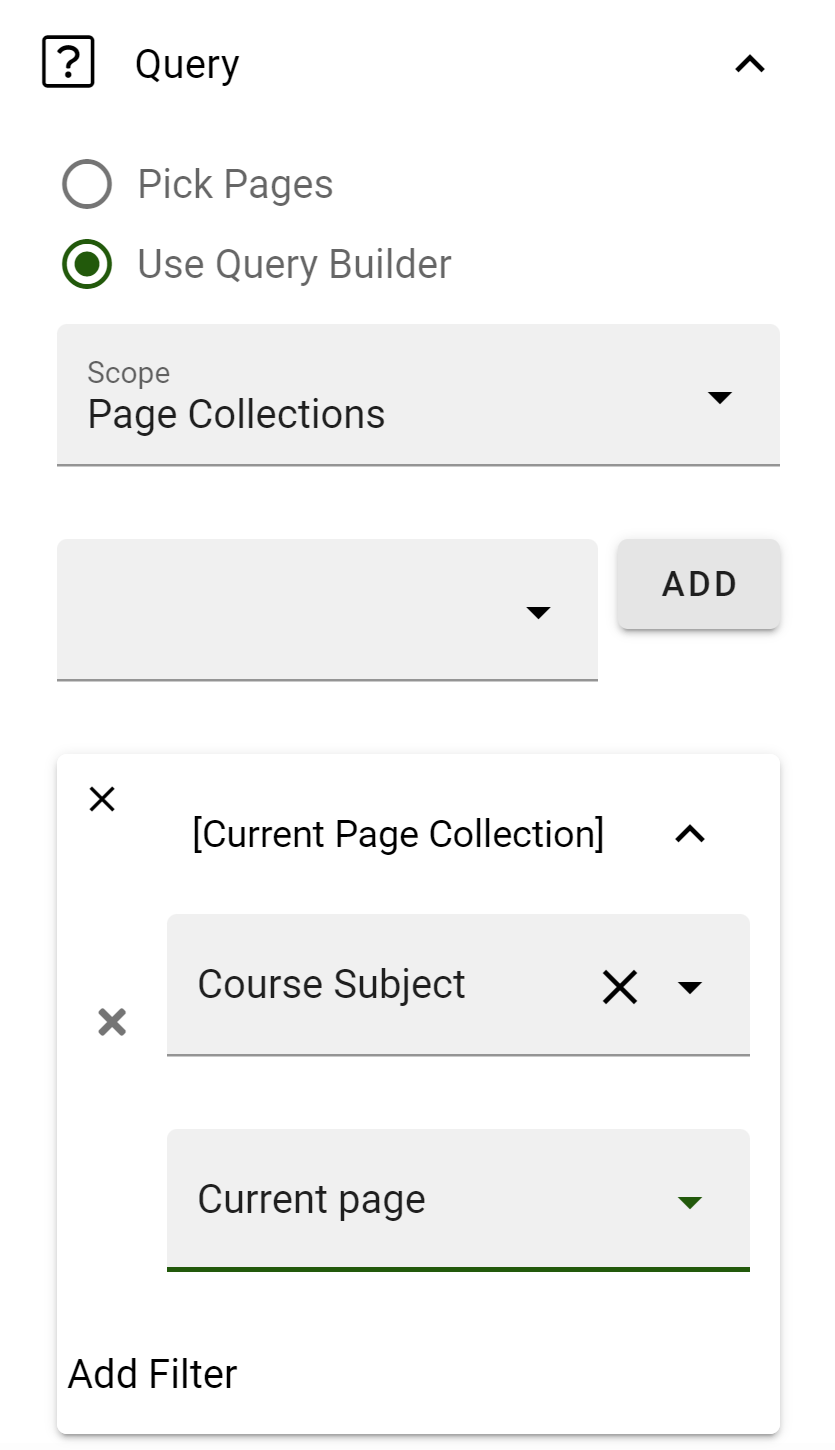 Query
Pick Pages
Use Query Builder
Scope
Page Collections
ADD
[Current Page Collection]
Course Subject
Current page
Add Filter